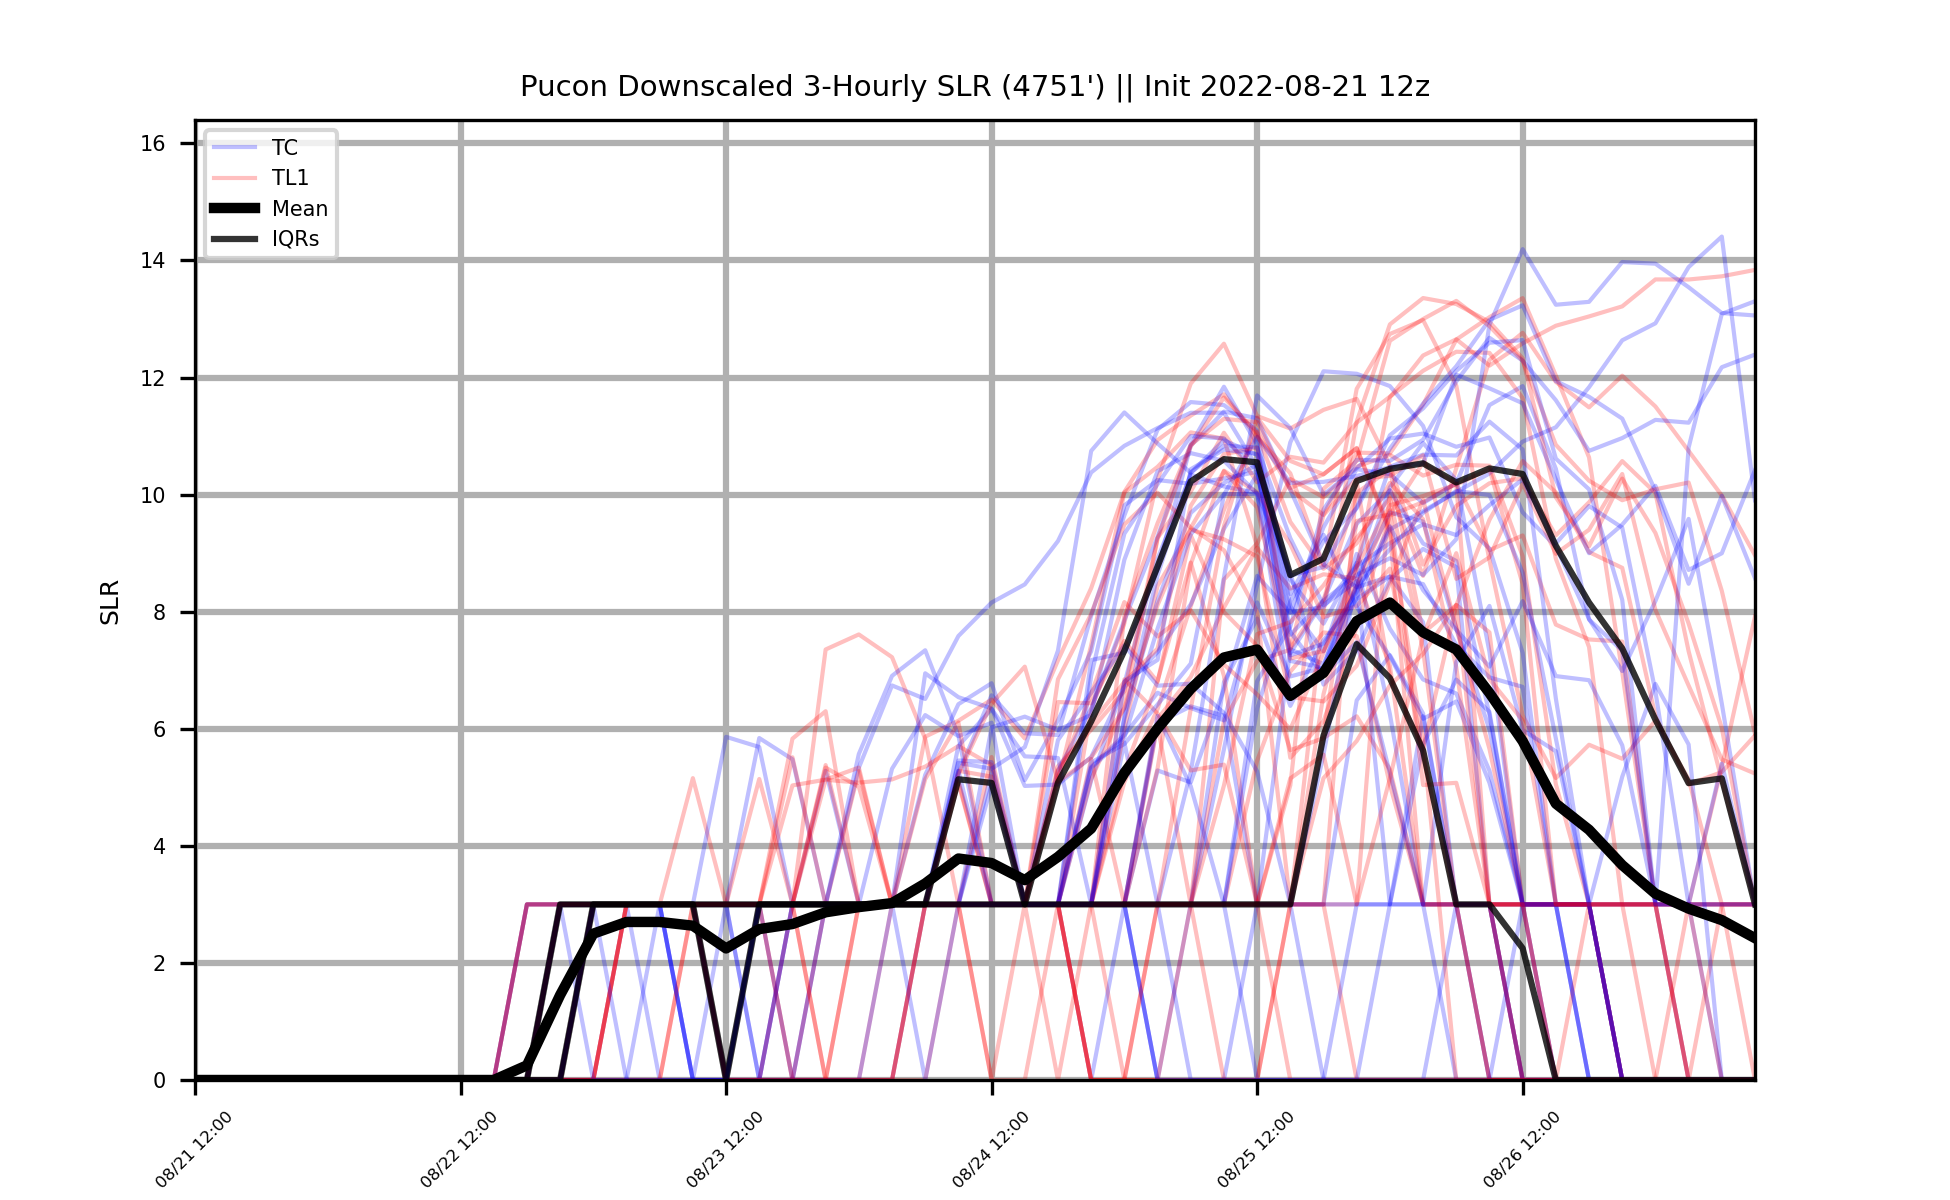 Pucon Downscaled 3-Hourly SLR (4751') || Init 2022-08-21 12z
TC
TL1
Mean
IQRs
SLR
16
14
12
10
8
6
4
2
0
08/21 12:00
08/22 12:00
08/23 12:00
08/24 12:00
08/25 12:00
08/26 12:00